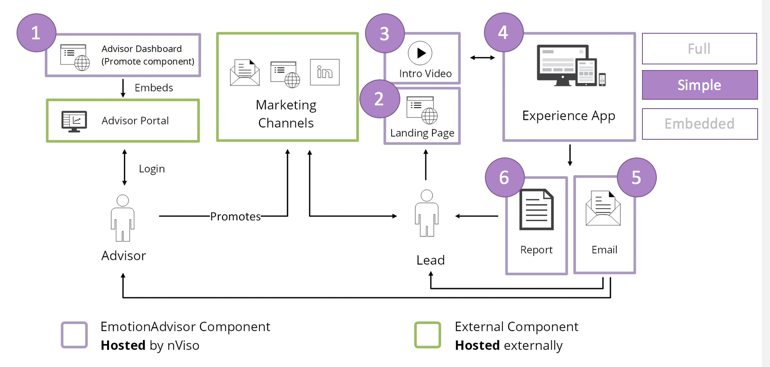 1
Advisor Dashboard
(Promote component)
Embeds
Advisor Portal
Login
Advisor
Promotes
in
Marketing
Channels
3
Intro Video
2
Landing Page
Lead
4
Experience App
Full
Simple
Embedded
6
Report
5
Email
EmotionAdvisor Component
Hosted by nViso
External Component
Hosted externally